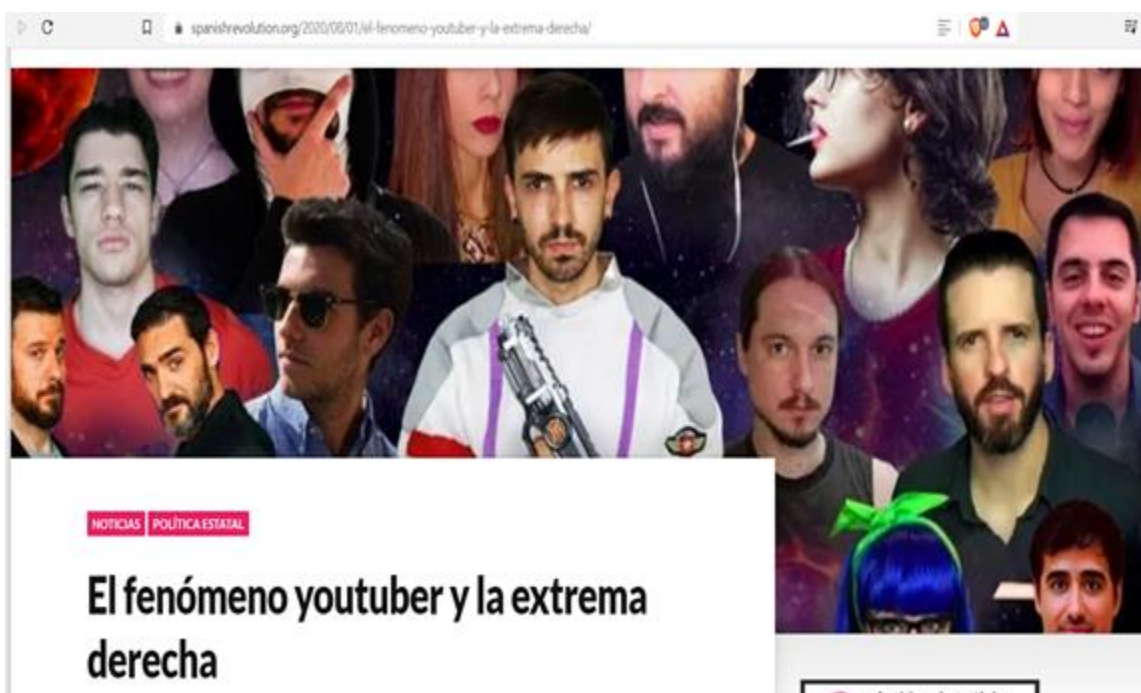 spanishrevolution.org/2020/08/01/el-fenomeno-youtuber-y-la-extrema-derecha/
NOTICIAS POLÍTICA ESTATAL
El fenómeno youtuber y la extrema
derecha